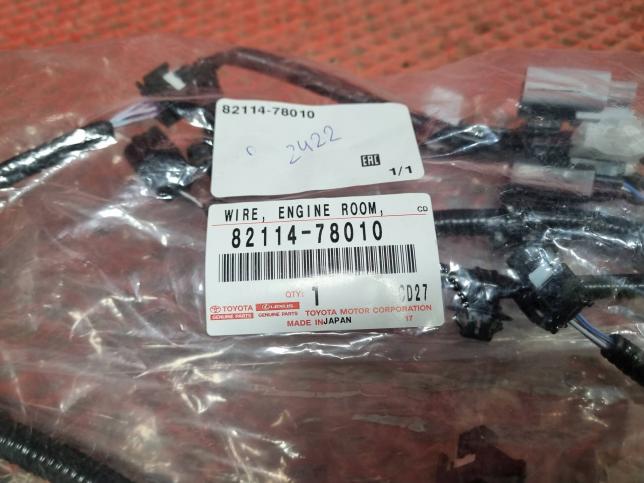 82114-78010
2422
EAC
1/1
WIRE, ENGINE ROOM, CD
82114-78010
QTY: 1 CD27
TOYOTA LEXUS TOYOTA MOTOR CORPORATION
GENUINE PARTS GENUINE PARTS
MADE IN JAPAN 17